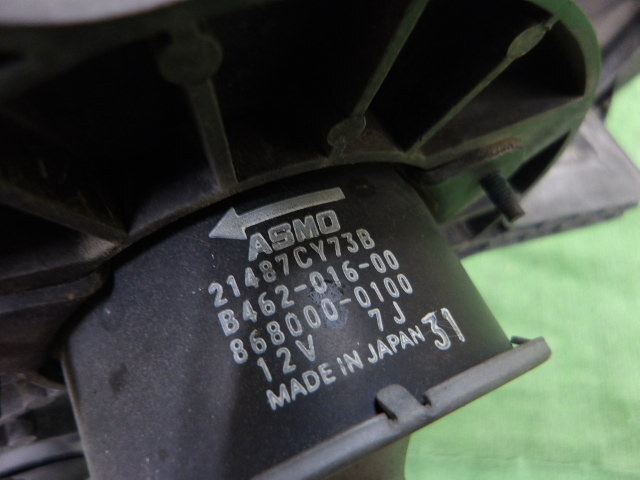 ASMO
21487CY73B
B462-016-00
868000-0100
12V 7J
MADE IN JAPAN 31